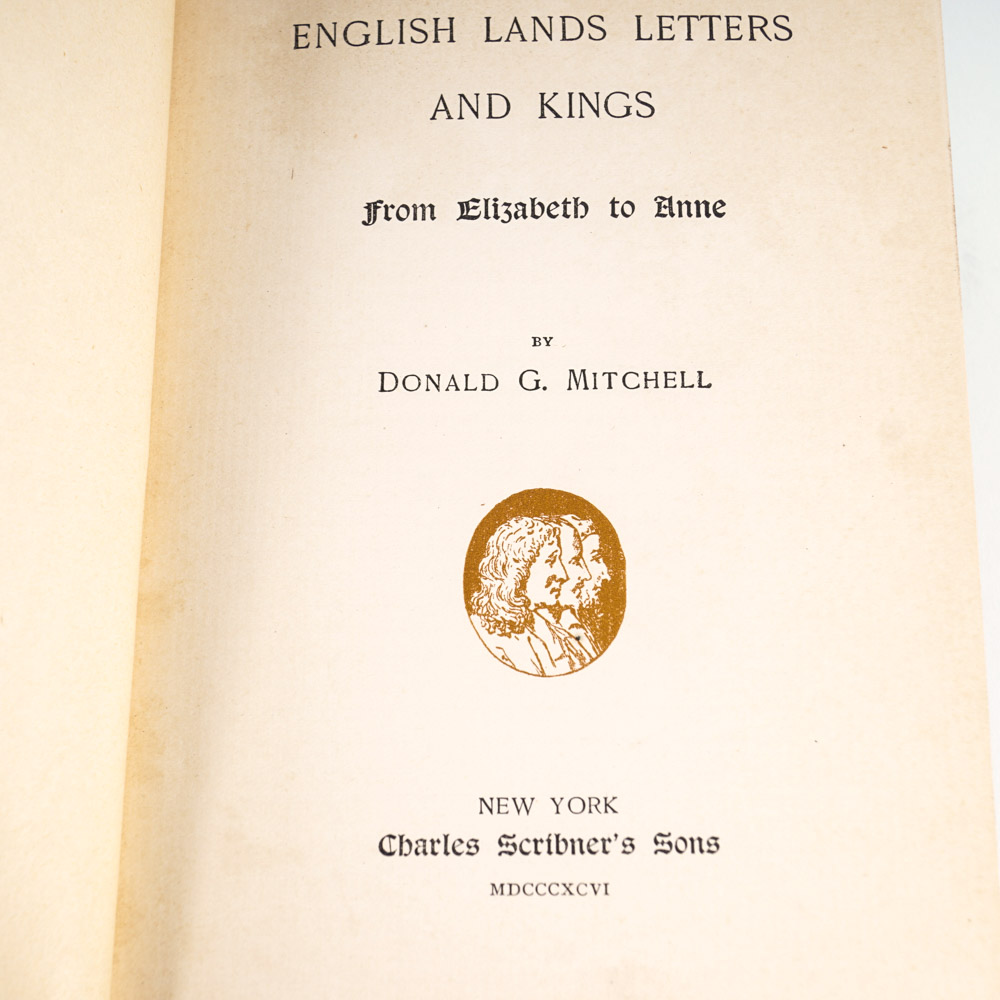 ENGLISH LANDS LETTERS
AND KINGS
From Elizabeth to Anne
BY
DONALD G. MITCHELL
NEW YORK
Charles Scribner's Sons
MDCCCXCVI